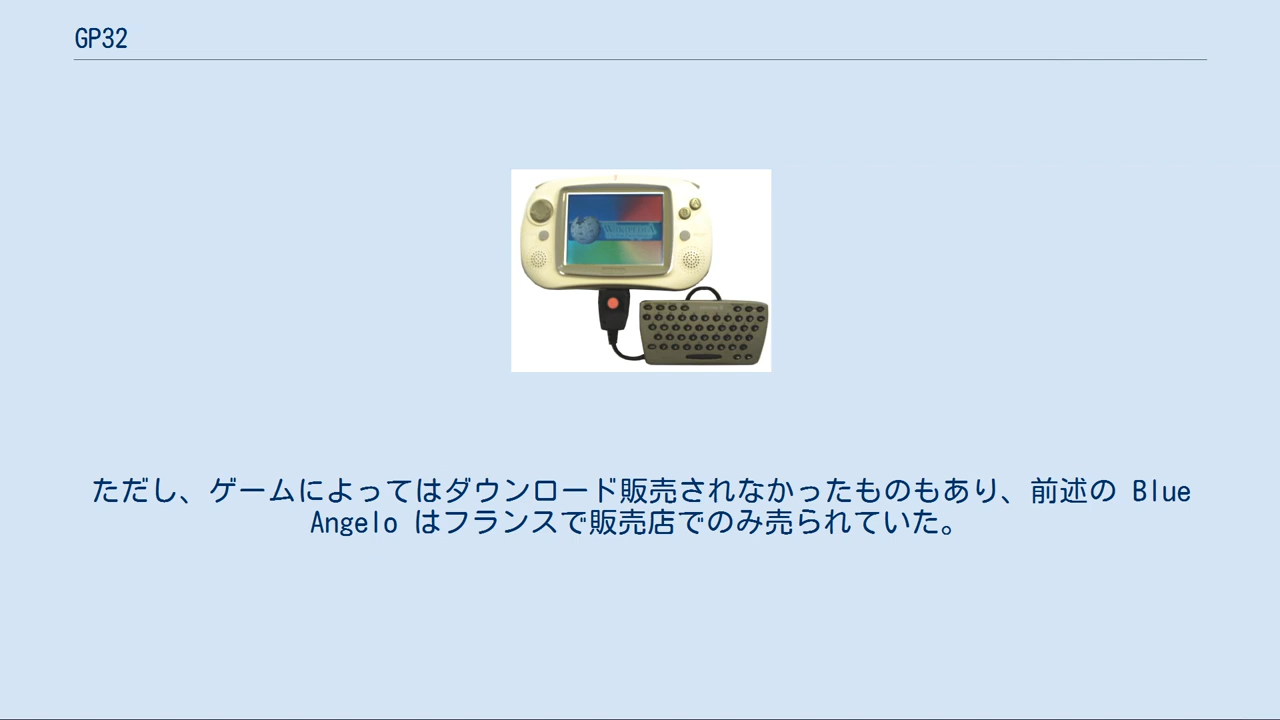 GP32
WIKIPEDIA
ただし、ゲームによってはダウンロード販売されなかったものもあり、前述の Blue
Angelo はフランスで販売店でのみ売られていた。